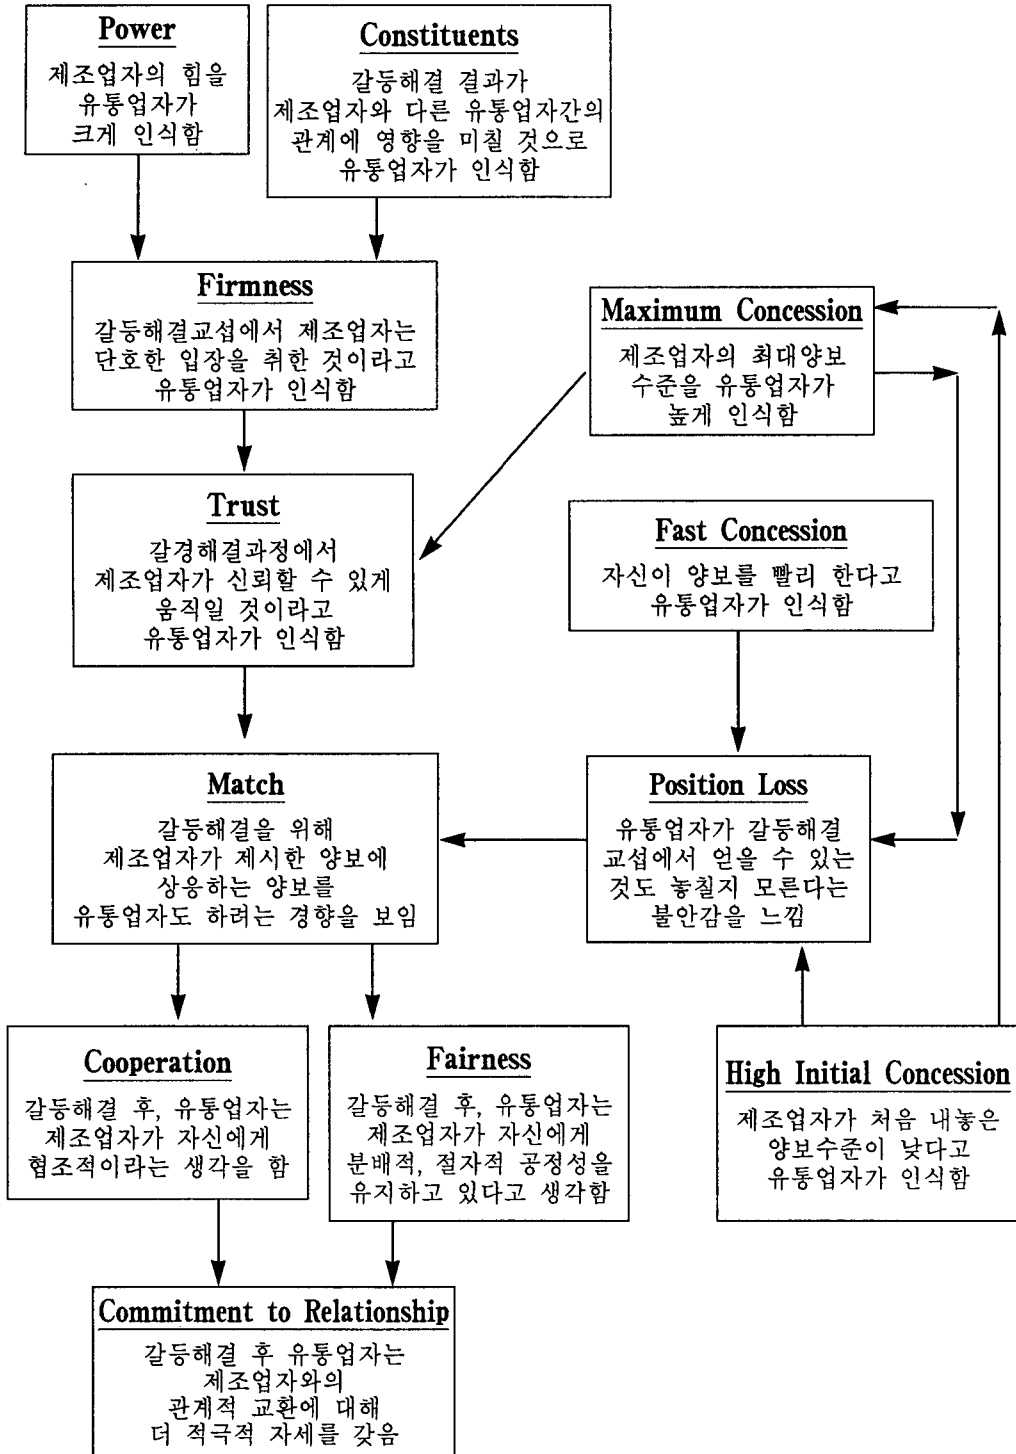 Power
제조업자의 힘을
유통업자가
크게 인식함
Constituents
갈등해결 결과가
제조업자와 다른 유통업자간의
관계에 영향을 미칠 것으로
유통업자가 인식함
Firmness
갈등해결교섭에서 제조업자는
단호한 입장을 취한 것이라고
유통업자가 인식함
Maximum Concession
제조업자의 최대양보
수준을 유통업자가
높게 인식함
Trust
갈경해결과정에서
제조업자가 신뢰할 수 있게
움직일 것이라고
유통업자가 인식함
Fast Concession
자신이 양보를 빨리 한다고
유통업자가 인식함
Match
갈등해결을 위해
제조업자가 제시한 양보에
상응하는 양보를
유통업자도 하려는 경향을 보임
Position Loss
유통업자가 갈등해결
교섭에서 얻을 수 있는
것도 놓칠지 모른다는
불안감을 느낌
Cooperation
갈등해결 후, 유통업자는
제조업자가 자신에게
협조적이라는 생각을 함
Fairness
갈등해결 후, 유통업자는
제조업자가 자신에게
분배적, 절자적 공정성을
유지하고 있다고 생각함
High Initial Concession
제조업자가 처음 내놓은
양보수준이 낮다고
유통업자가 인식함
Commitment to Relationship
갈등해결 후 유통업자는
제조업자와의
관계적 교환에 대해
더 적극적 자세를 갖음